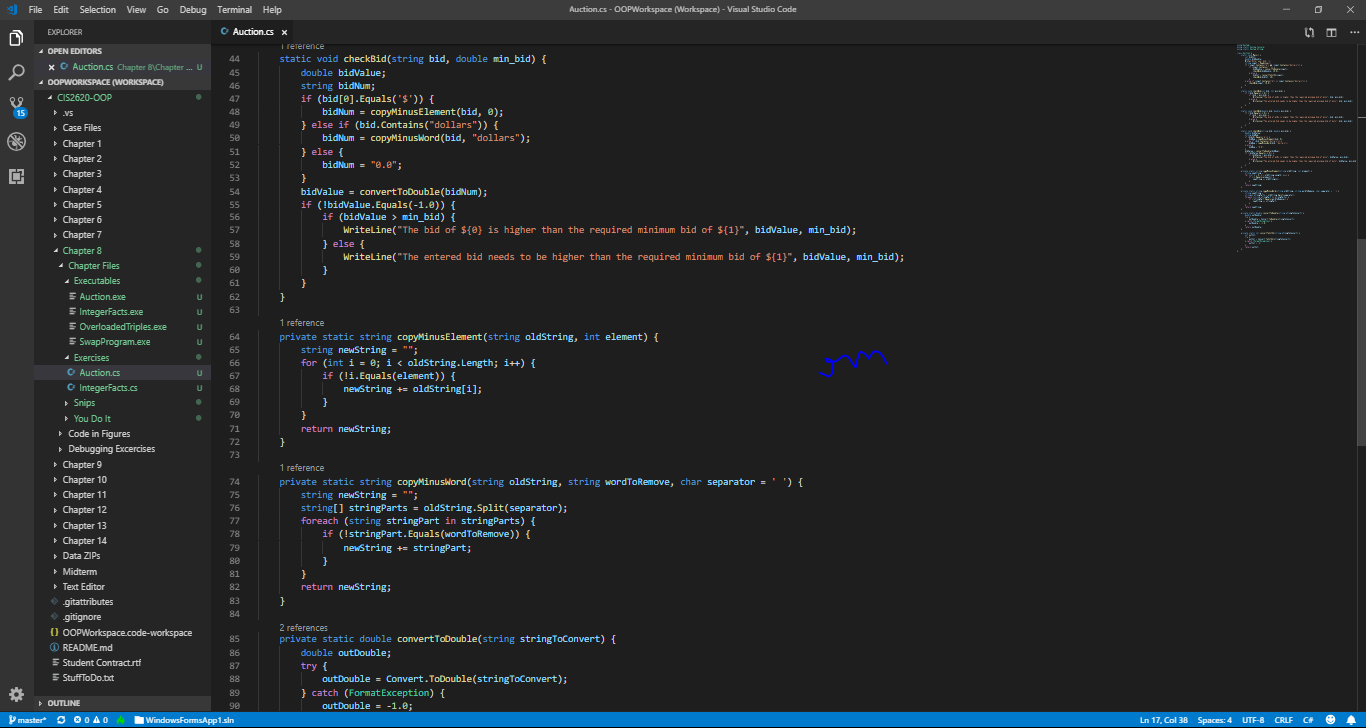 File Edit Selection View Go Debug Terminal Help
Auction.cs - OOPWorkspace (Workspace) - Visual Studio Code
EXPLORER
OPEN EDITORS
Auction.cs Chapter 8\Chapter ... U
OOPWORKSPACE (WORKSPACE)
CIS2620-OOP
.vs
Case Files
Chapter 1
Chapter 2
Chapter 3
Chapter 4
Chapter 5
Chapter 6
Chapter 7
Chapter 8
Chapter Files
Executables
Auction.exe U
IntegerFacts.exe U
OverloadedTriples.exe U
SwapProgram.exe U
Exercises
Auction.cs U
IntegerFacts.cs U
Snips
You Do It
Code in Figures
Debugging Excercises
Chapter 9
Chapter 10
Chapter 11
Chapter 12
Chapter 13
Chapter 14
Data ZIPs
Midterm
Text Editor
.gitattributes
.gitignore
{} OOPWorkspace.code-workspace
README.md
Student Contract.rtf
StuffToDo.txt
OUTLINE
15
Auction.cs
1 reference
44 static void checkBid(string bid, double min_bid) {
45 double bidValue;
46 string bidNum;
47 if (bid[0].Equals('$')) {
48 bidNum = copyMinusElement(bid, 0);
49 } else if (bid.Contains("dollars")) {
50 bidNum = copyMinusWord(bid, "dollars");
51 } else {
52 bidNum = "0.0";
53 }
54 bidValue = convertToDouble(bidNum);
55 if (!bidValue.Equals(-1.0)) {
56 if (bidValue > min_bid) {
57 WriteLine("The bid of ${0} is higher than the required minimum bid of ${1}", bidValue, min_bid);
58 } else {
59 WriteLine("The entered bid needs to be higher than the required minimum bid of ${1}", bidValue, min_bid);
60 }
61 }
62 }
63
1 reference
64 private static string copyMinusElement(string oldString, int element) {
65 string newString = "";
66 for (int i = 0; i < oldString.Length; i++) {
67 if (!i.Equals(element)) {
68 newString += oldString[i];
69 }
70 }
71 return newString;
72 }
73
1 reference
74 private static string copyMinusWord(string oldString, string wordToRemove, char separator = ' ') {
75 string newString = "";
76 string[] stringParts = oldString.Split(separator);
77 foreach (string stringPart in stringParts) {
78 if (!stringPart.Equals(wordToRemove)) {
79 newString += stringPart;
80 }
81 }
82 return newString;
83 }
84
2 references
85 private static double convertToDouble(string stringToConvert) {
86 double outDouble;
87 try {
88 outDouble = Convert.ToDouble(stringToConvert);
89 } catch (FormatException) {
90 outDouble = -1.0;
master* 0 0 WindowsFormsApp1.sln
Ln 17, Col 38 Spaces: 4 UTF-8 CRLF C#